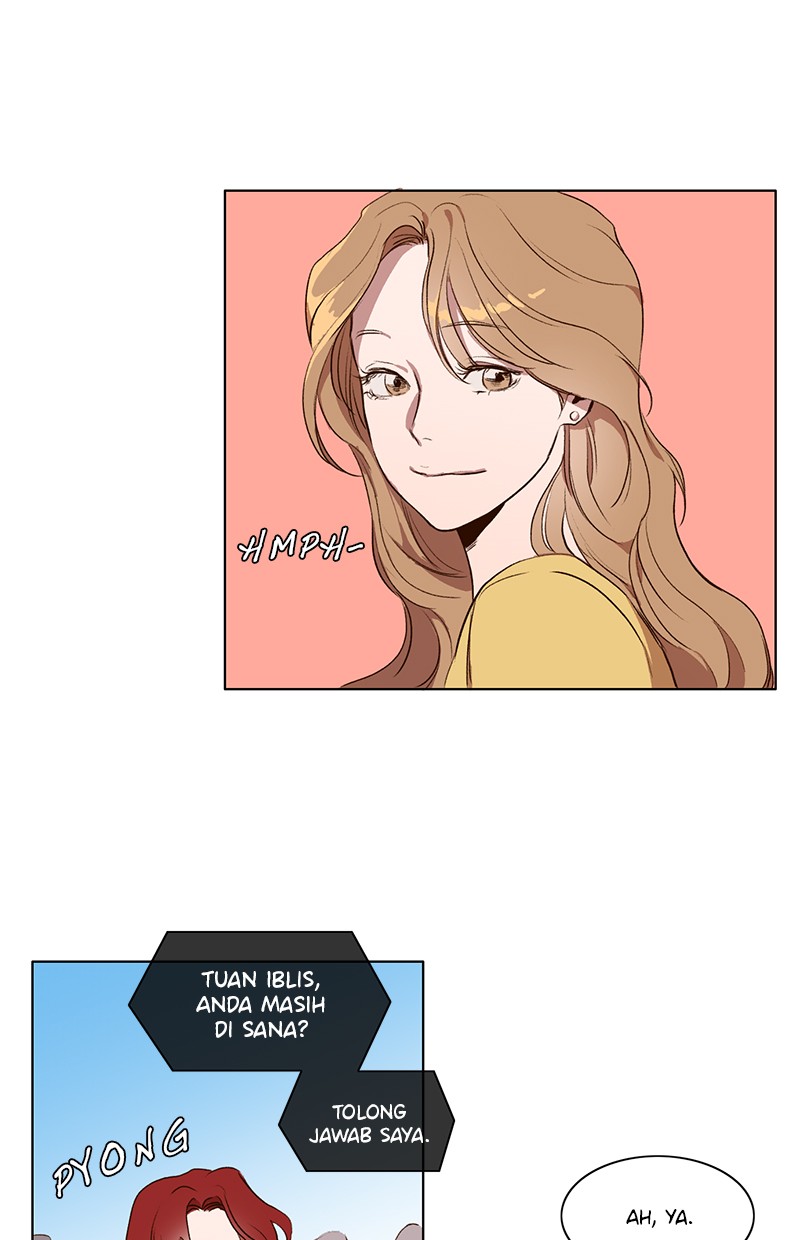 HMPH-
TUAN IBLIS,
ANDA MASIH
DI SANA?
TOLONG
JAWAB SAYA.
PYONG
AH, YA.